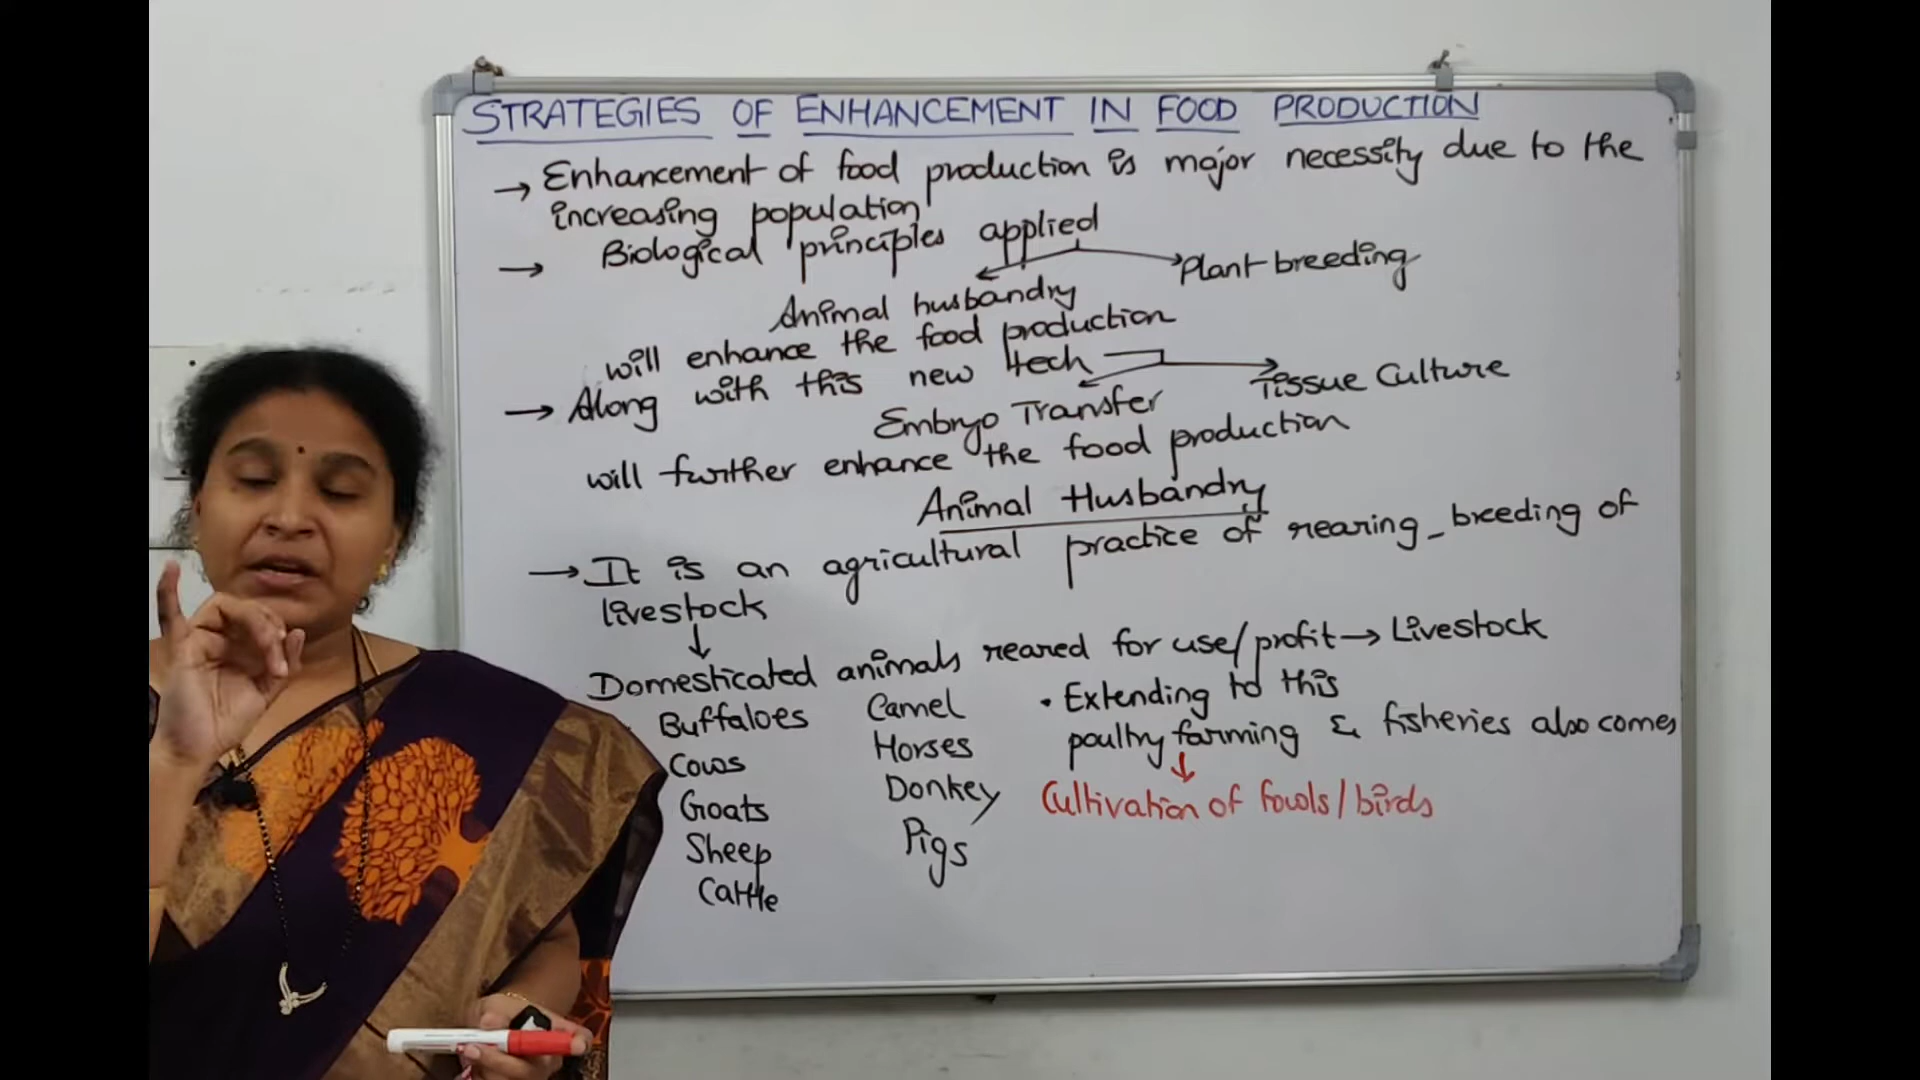 STRATEGIES OF ENHANCEMENT IN FOOD PRODUCTION
→ Enhancement of food production is major necessity due to the
increasing population
→ Biological principles applied
Plant breeding
Animal husbandry
will enhance the food production
→ Along with this new tech
Tissue Culture
Embryo Transfer
will further enhance the food production
Animal Husbandry
→ It is an agricultural practice of rearing - breeding of
livestock
↓
Domesticated animals reared for use/profit → Livestock
Buffaloes
Cows
Goats
Sheep
Cattle
Camel
Horses
Donkey
Pigs
• Extending to this
poultry farming & fisheries also comes
↓
Cultivation of fowls/birds